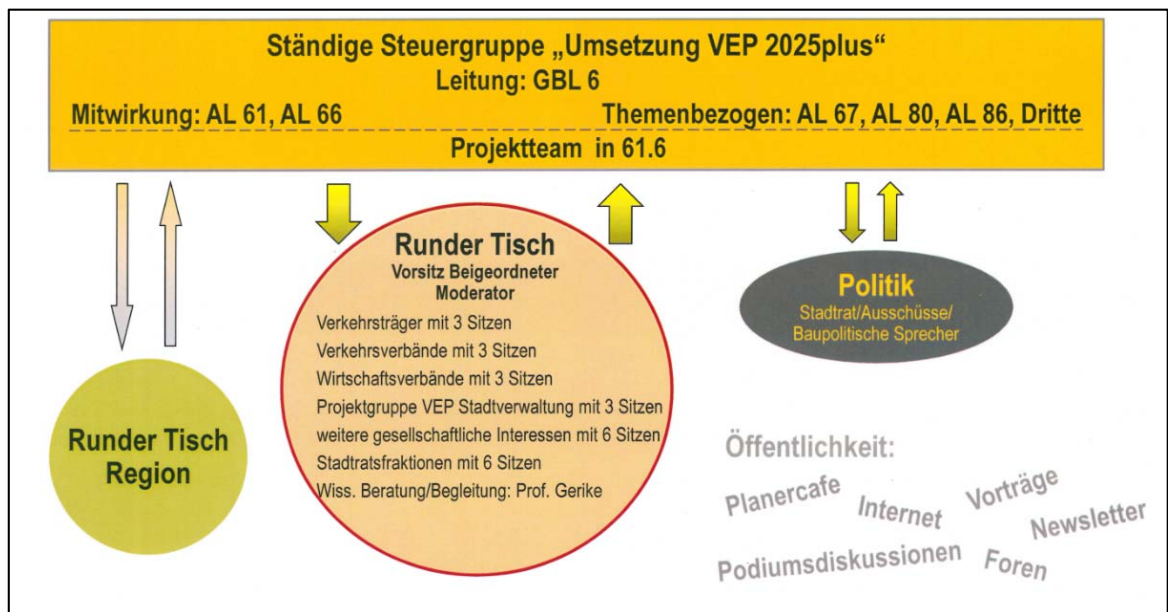 Ständige Steuergruppe „Umsetzung VEP 2025plus“
Leitung: GBL 6
Mitwirkung: AL 61, AL 66
Themenbezogen: AL 67, AL 80, AL 86, Dritte
Projektteam in 61.6
Runder Tisch
Vorsitz Beigeordneter
Moderator
Verkehrsträger mit 3 Sitzen
Verkehrsverbände mit 3 Sitzen
Wirtschaftsverbände mit 3 Sitzen
Projektgruppe VEP Stadtverwaltung mit 3 Sitzen
weitere gesellschaftliche Interessen mit 6 Sitzen
Stadtratsfraktionen mit 6 Sitzen
Wiss. Beratung/Begleitung: Prof. Gerike
Politik
Stadtrat/Ausschüsse/
Baupolitische Sprecher
Runder Tisch
Region
Öffentlichkeit:
Planercafe
Internet
Vorträge
Newsletter
Podiumsdiskussionen
Foren